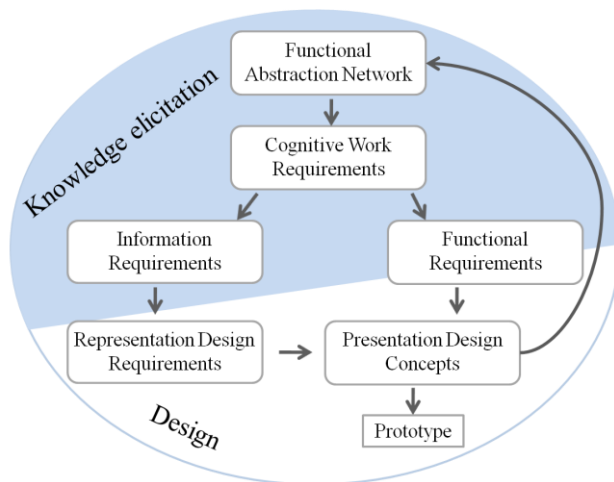 Functional
Abstraction Network
Knowledge elicitation
Cognitive Work
Requirements
Information
Requirements
Functional
Requirements
Representation Design
Requirements
Presentation Design
Concepts
Design
Prototype